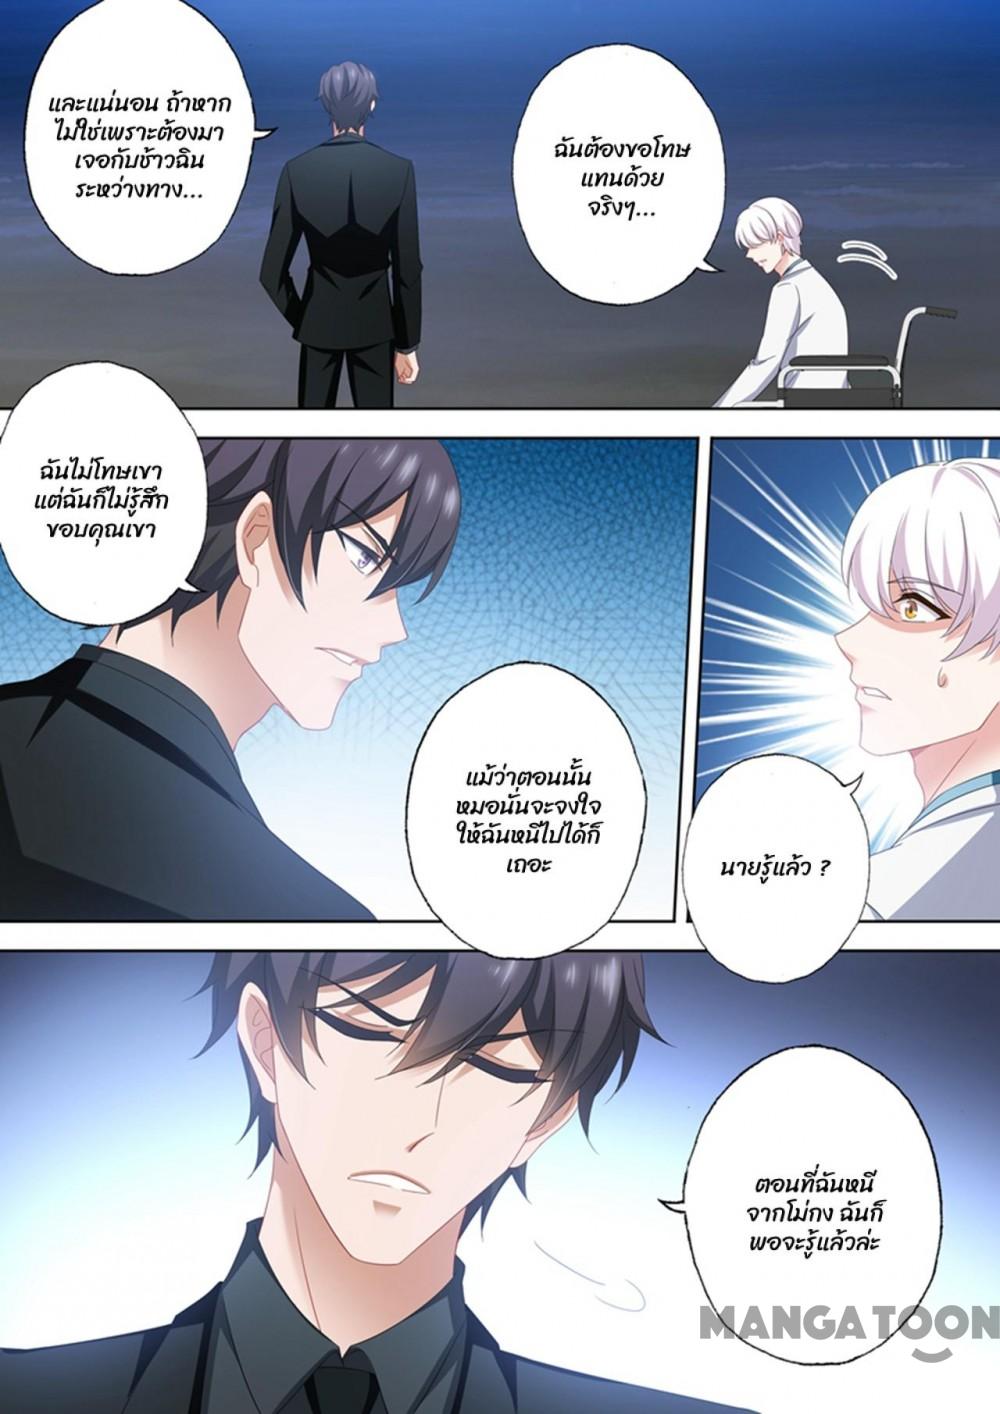 และแน่นอน ถ้าหาก
ไม่ใช่เพราะต้องมา
เจอกับช้าวฉิน
ระหว่างทาง...
ฉันต้องขอโทษ
แทนด้วย
จริงๆ...
ฉันไม่โทษเขา
แต่ฉันก็ไม่รู้สึก
ขอบคุณเขา
แม้ว่าตอนนั้น
หมอนั่นจะจงใจ
ให้ฉันหนีไปได้ก็
เถอะ
นายรู้แล้ว ?
ตอนที่ฉันหนี
จากโม่กง ฉันก็
พอจะรู้แล้วล่ะ
MANGATOON